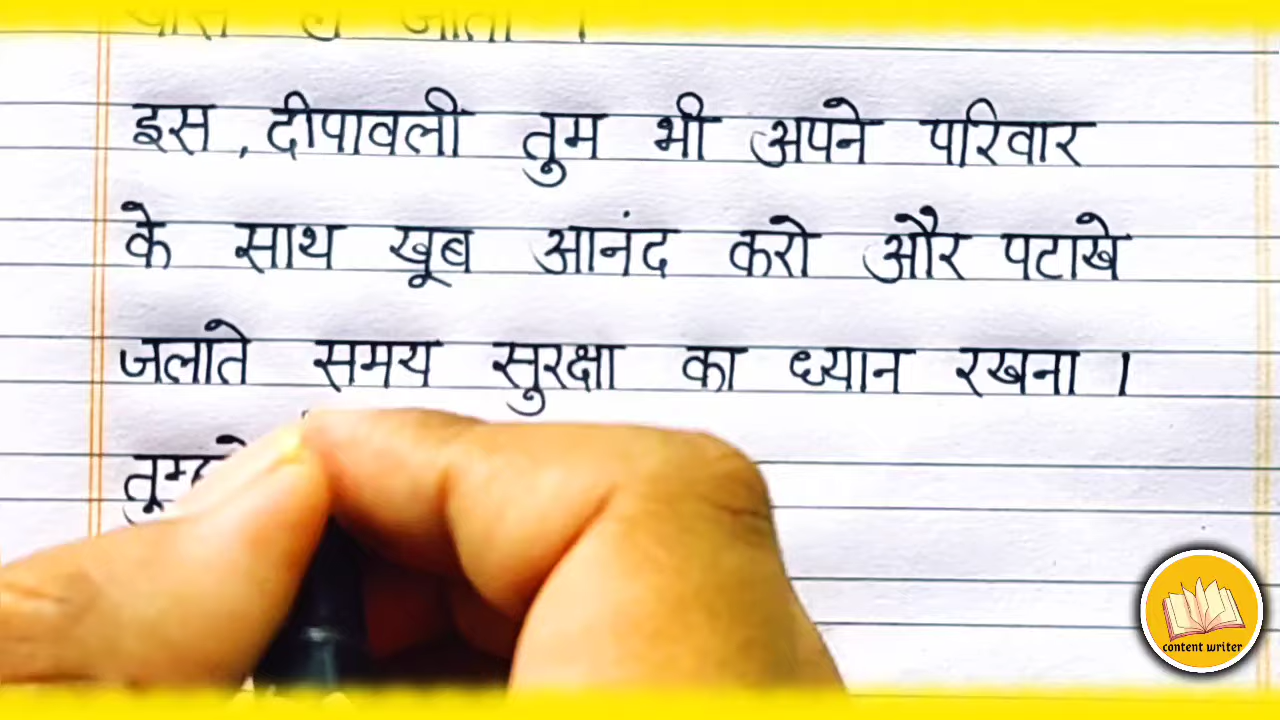 इस , दीपावली तुम भी अपने परिवार
के साथ खूब आनंद करो और पटाखे
जलाते समय सुरक्षा का ध्यान रखना ।
content writer